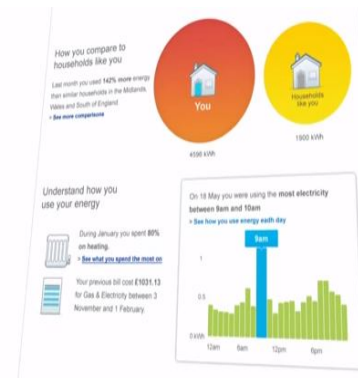 How you compare to
households like you
Last month you used 142% more energy
than similar households in the Midlands,
Wales and South of England
> See more comparisons
You
4596 kWh
Households
like you
1900 kWh
Understand how you
use your energy
During January you spent 80%
on heating.
> See what you spend the most on
Your previous bill cost £1031.13
for Gas & Electricity between 3
November and 1 February.
On 18 May you were using the most electricity
between 9am and 10am
> See how you use energy each day
9am
1
0.5
0 kWh
12am 6am 12pm 6pm